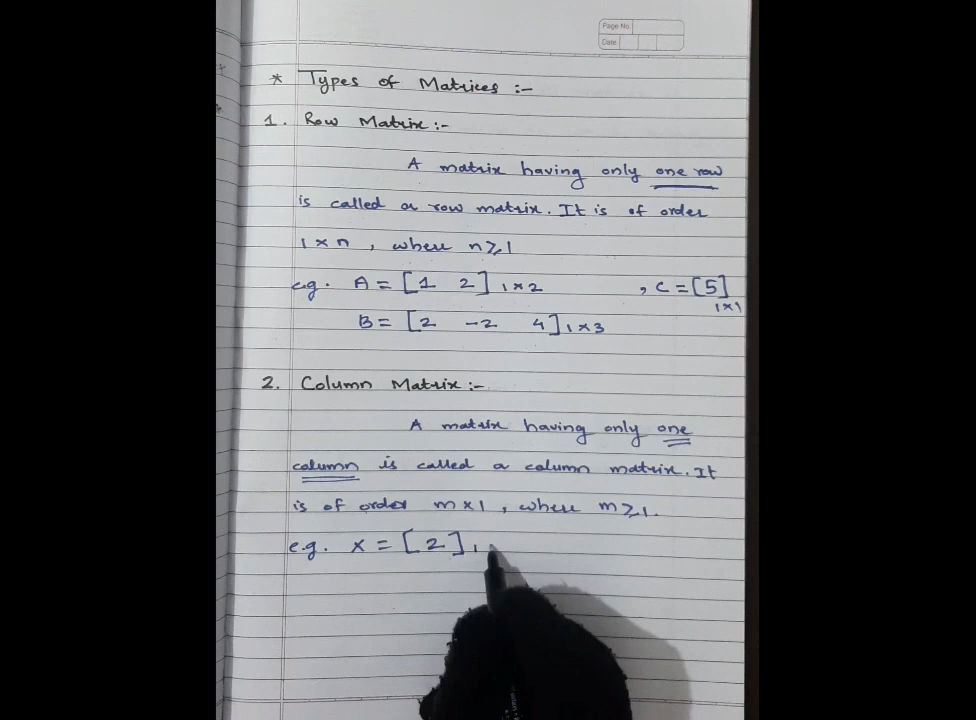 Page No.
Date
* Types of Matrices :-
1. Row Matrix :-
A matrix having only one row
is called a row matrix. It is of order
1 × n , where n ≥ 1
e.g. A = [1 2] 1×2 , C = [5] 1×1
B = [2 -2 4] 1×3
2. Column Matrix :-
A matrix having only one
column is called a column matrix. It
is of order m × 1 , where m ≥ 1.
e.g. X = [2] 1